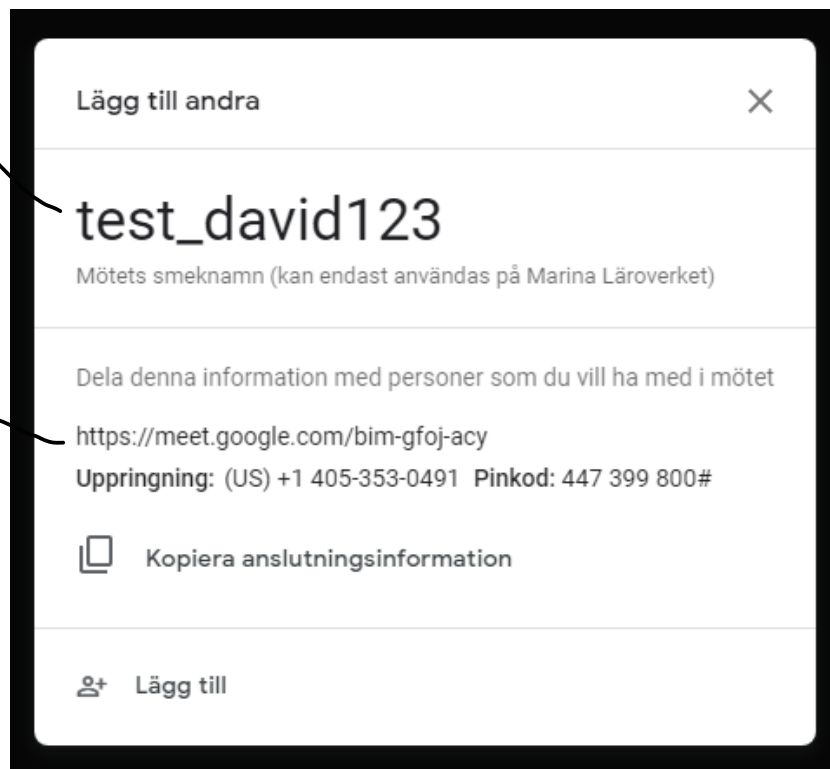 Lägg till andra
test_david123
Mötets smeknamn (kan endast användas på Marina Läroverket)
Dela denna information med personer som du vill ha med i mötet
https://meet.google.com/bim-gfoj-acy
Uppringning: (US) +1 405-353-0491 Pinkod: 447 399 800#
Kopiera anslutningsinformation
Lägg till